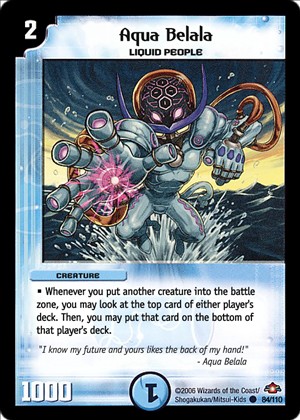 2
Aqua Belala
LIQUID PEOPLE
CREATURE
▪ Whenever you put another creature into the battle
zone, you may look at the top card of either player's
deck. Then, you may put that card on the bottom of
that player's deck.
"I know my future and yours likes the back of my hand!"
- Aqua Belala
1000
1
©2006 Wizards of the Coast/
Shogakukan/Mitsui-Kids
84/110